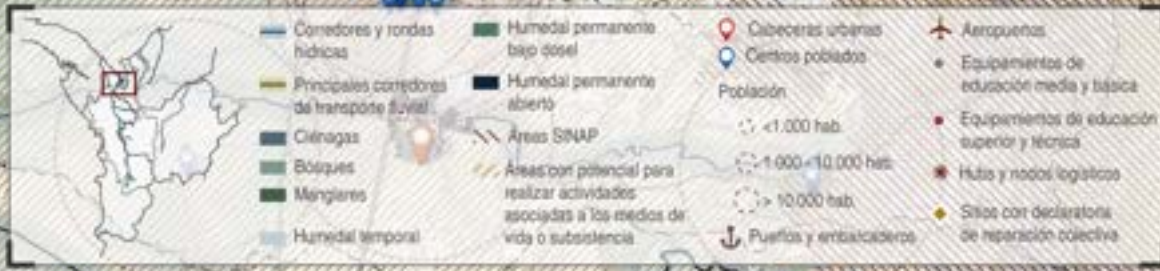 Corredores y rondas
hídricas
Principales corredores
de transporte fluvial
Ciénagas
Bosques
Manglares
Humedal temporal
Humedal permanente
bajo dosel
Humedal permanente
abierto
Áreas SINAP
Áreas con potencial para
realizar actividades
asociadas a los medios de
vida o subsistencia
Cabeceras urbanas
Centros poblados
Población
<1.000 hab.
1.000 - 10.000 hab.
> 10.000 hab.
Puertos y embarcaderos
Aeropuertos
Equipamientos de
educación media y básica
Equipamientos de educación
superior y técnica
Hubs y nodos logísticos
Sitios con declaratoria
de reparación colectiva